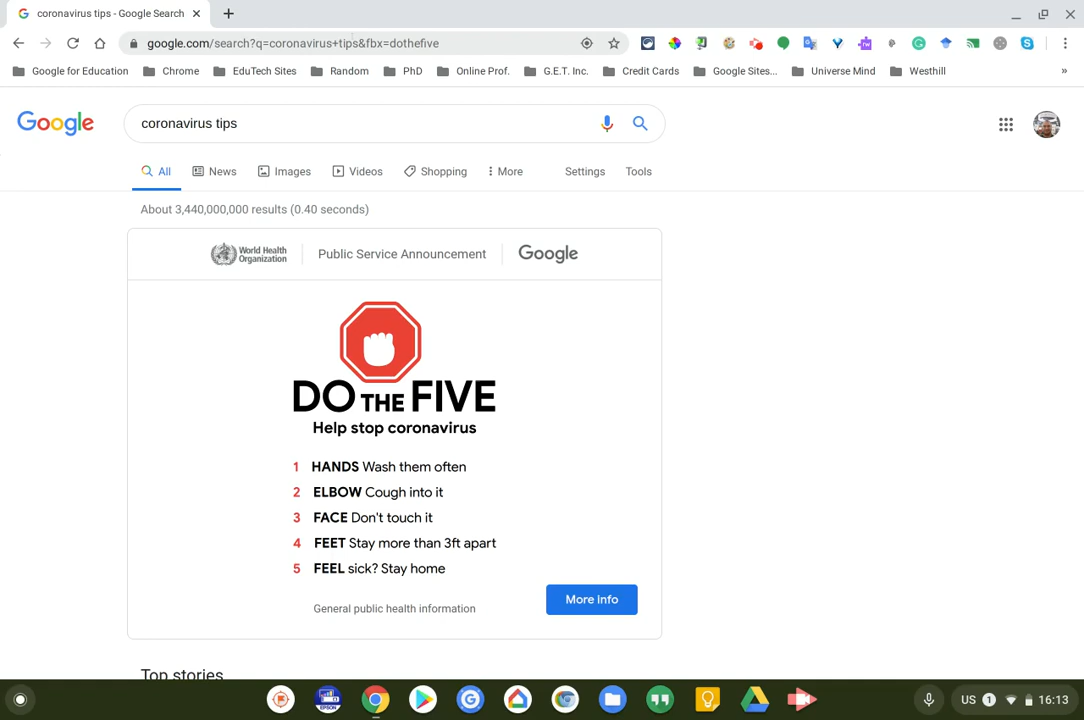 coronavirus tips - Google Search
google.com/search?q=coronavirus+tips&fbx=dothefive
Google for Education Chrome EduTech Sites Random PhD Online Prof. G.E.T. Inc. Credit Cards Google Sites... Universe Mind Westhill »
Google
coronavirus tips
All News Images Videos Shopping More Settings Tools
About 3,440,000,000 results (0.40 seconds)
World Health Organization Public Service Announcement Google
DO THE FIVE
Help stop coronavirus
1 HANDS Wash them often
2 ELBOW Cough into it
3 FACE Don't touch it
4 FEET Stay more than 3ft apart
5 FEEL sick? Stay home
More info
General public health information
Top stories
EPSON US 1 16:13